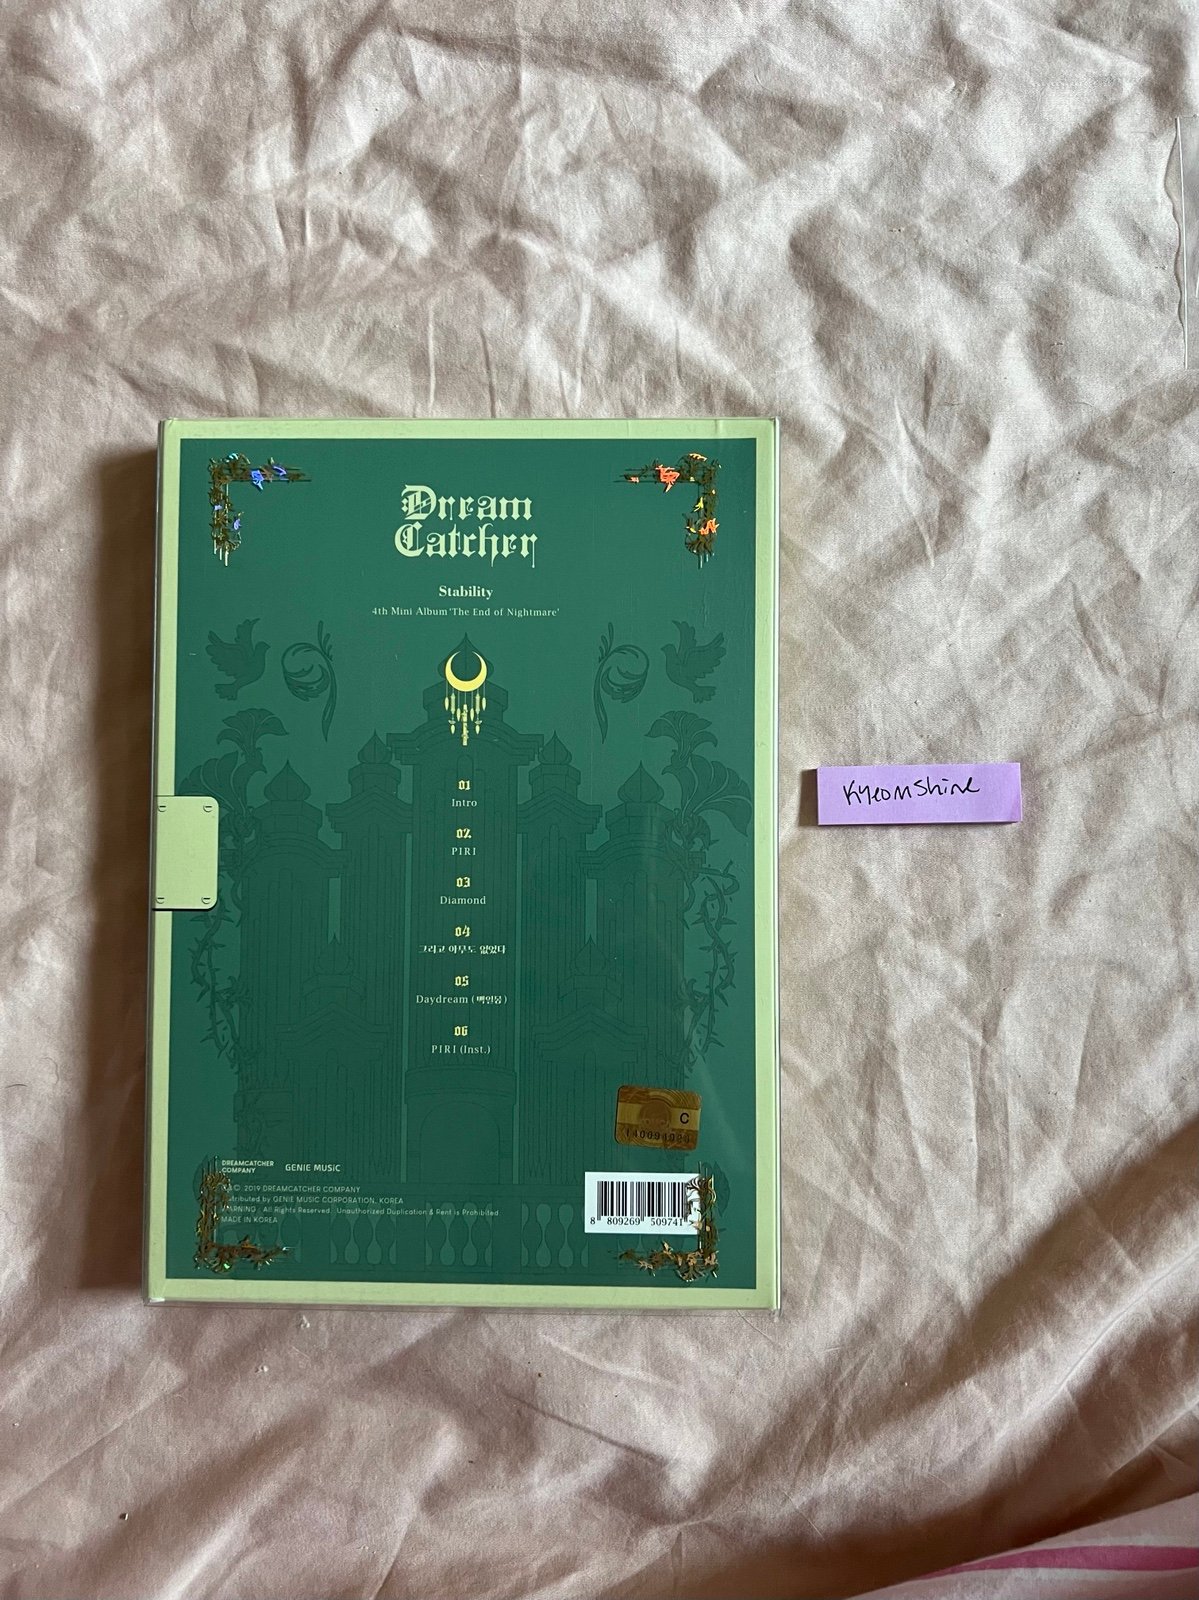 Dream
Catcher
Stability
4th Mini Album 'The End of Nightmare'
01
Intro
02
PIRI
03
Diamond
04
그리고 아무도 없었다
05
Daydream (백일몽)
06
PIRI (Inst.)
C
DREAMCATCHER
COMPANY
GENIE MUSIC
© 2019 DREAMCATCHER COMPANY
by GENIE MUSIC CORPORATION, KOREA
WARNING : All Rights Reserved. Unauthorized Duplication & Rent is Prohibited.
MADE IN KOREA
8 809269 509741
KyeomShine